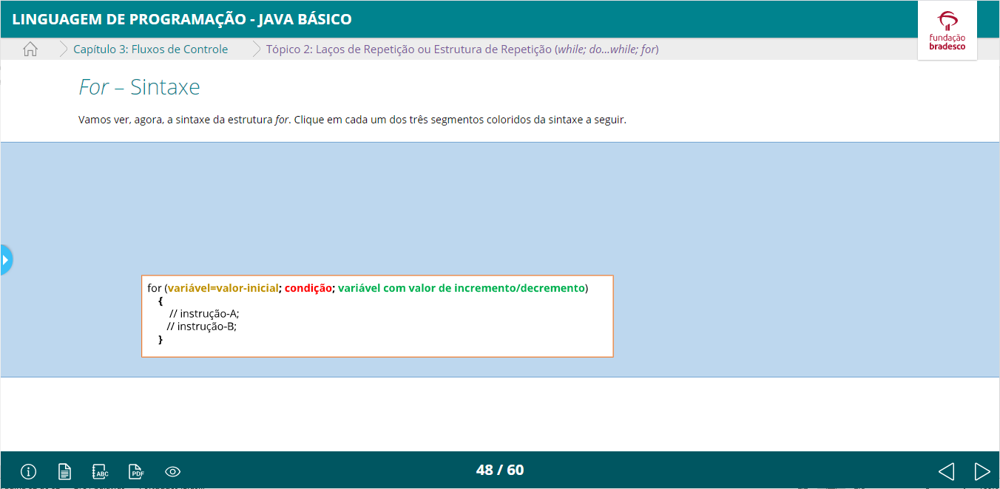 LINGUAGEM DE PROGRAMAÇÃO - JAVA BÁSICO
fundação
bradesco
Capítulo 3: Fluxos de Controle
Tópico 2: Laços de Repetição ou Estrutura de Repetição (while; do...while; for)
For – Sintaxe
Vamos ver, agora, a sintaxe da estrutura for. Clique em cada um dos três segmentos coloridos da sintaxe a seguir.
for (variável=valor-inicial; condição; variável com valor de incremento/decremento)
{
// instrução-A;
// instrução-B;
}
ABC
PDF
48 / 60